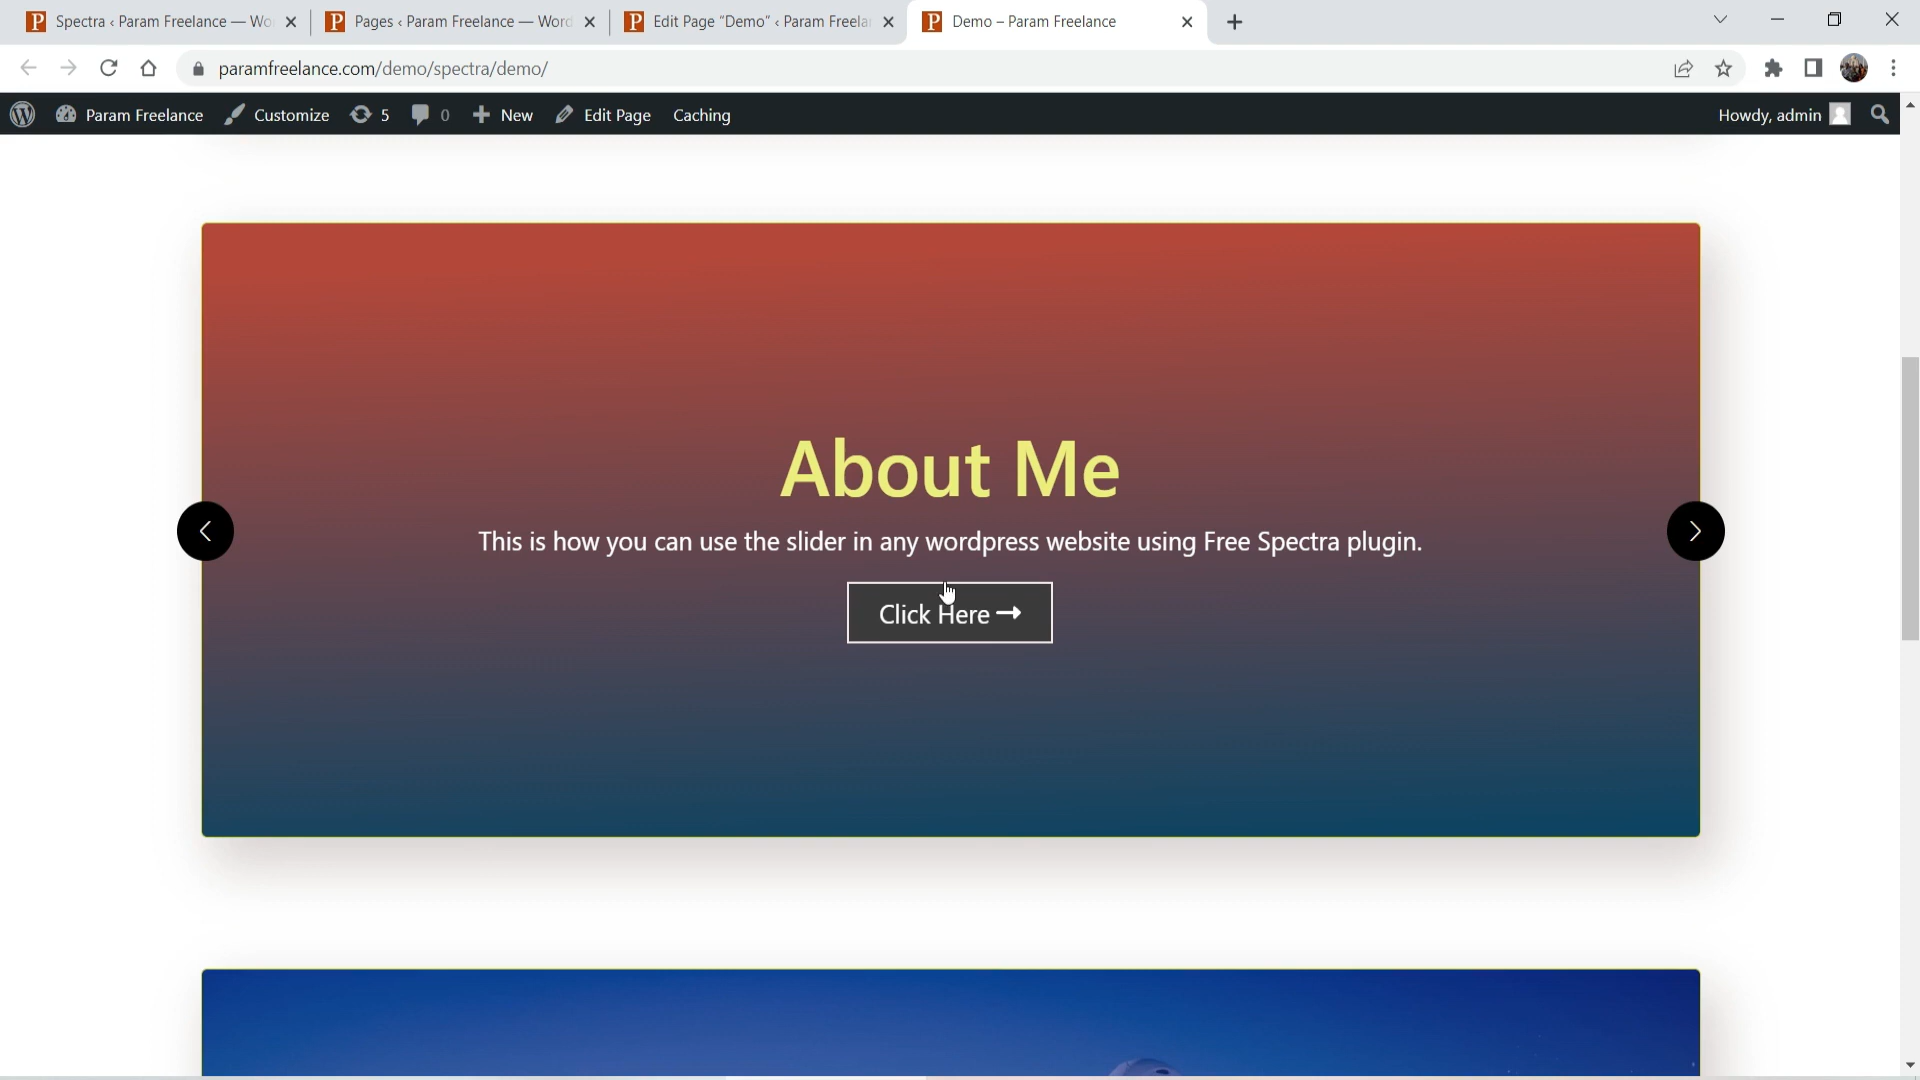 Spectra ‹ Param Freelance — Wo
Pages ‹ Param Freelance — Word
Edit Page "Demo" ‹ Param Freela
Demo – Param Freelance
paramfreelance.com/demo/spectra/demo/
Param Freelance
Customize
5
0
New
Edit Page
Caching
Howdy, admin
About Me
This is how you can use the slider in any wordpress website using Free Spectra plugin.
Click Here →